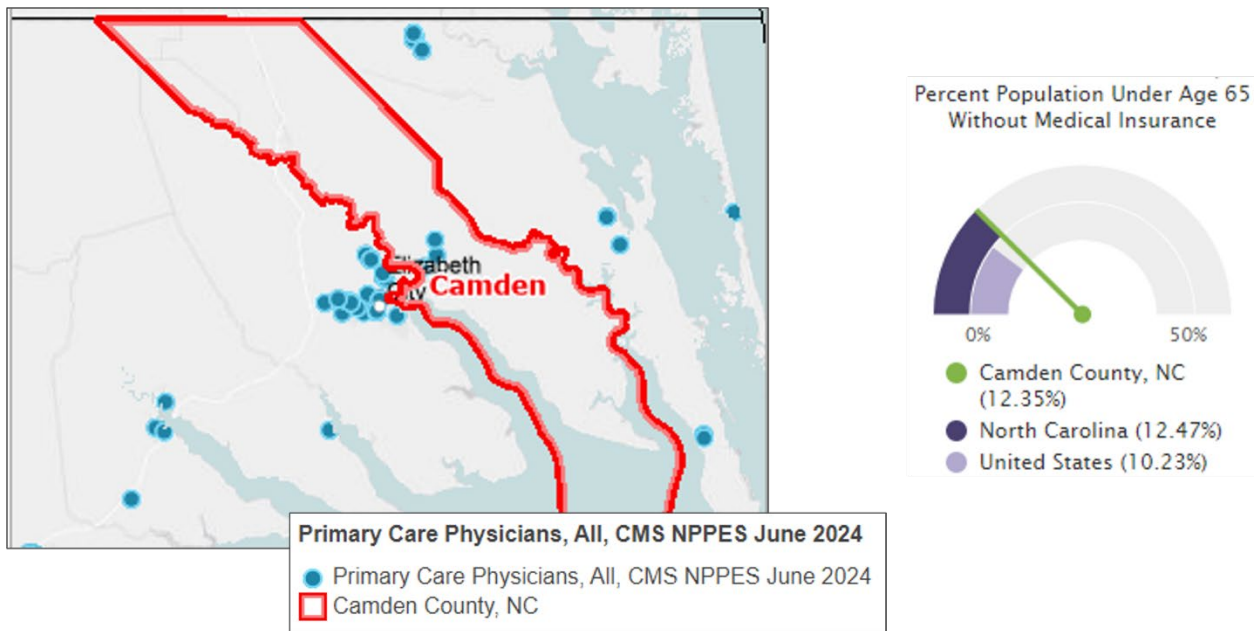 Elizabeth
City
Camden
Primary Care Physicians, All, CMS NPPES June 2024
Primary Care Physicians, All, CMS NPPES June 2024
Camden County, NC
Percent Population Under Age 65
Without Medical Insurance
0%
50%
Camden County, NC
(12.35%)
North Carolina (12.47%)
United States (10.23%)